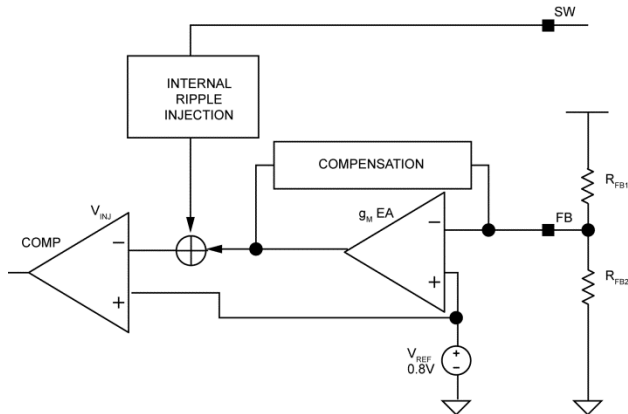 SW
INTERNAL
RIPPLE
INJECTION
COMPENSATION
RFB1
VINJ
gM EA
FB
COMP
−
−
+
+
RFB2
VREF
0.8V
+
−